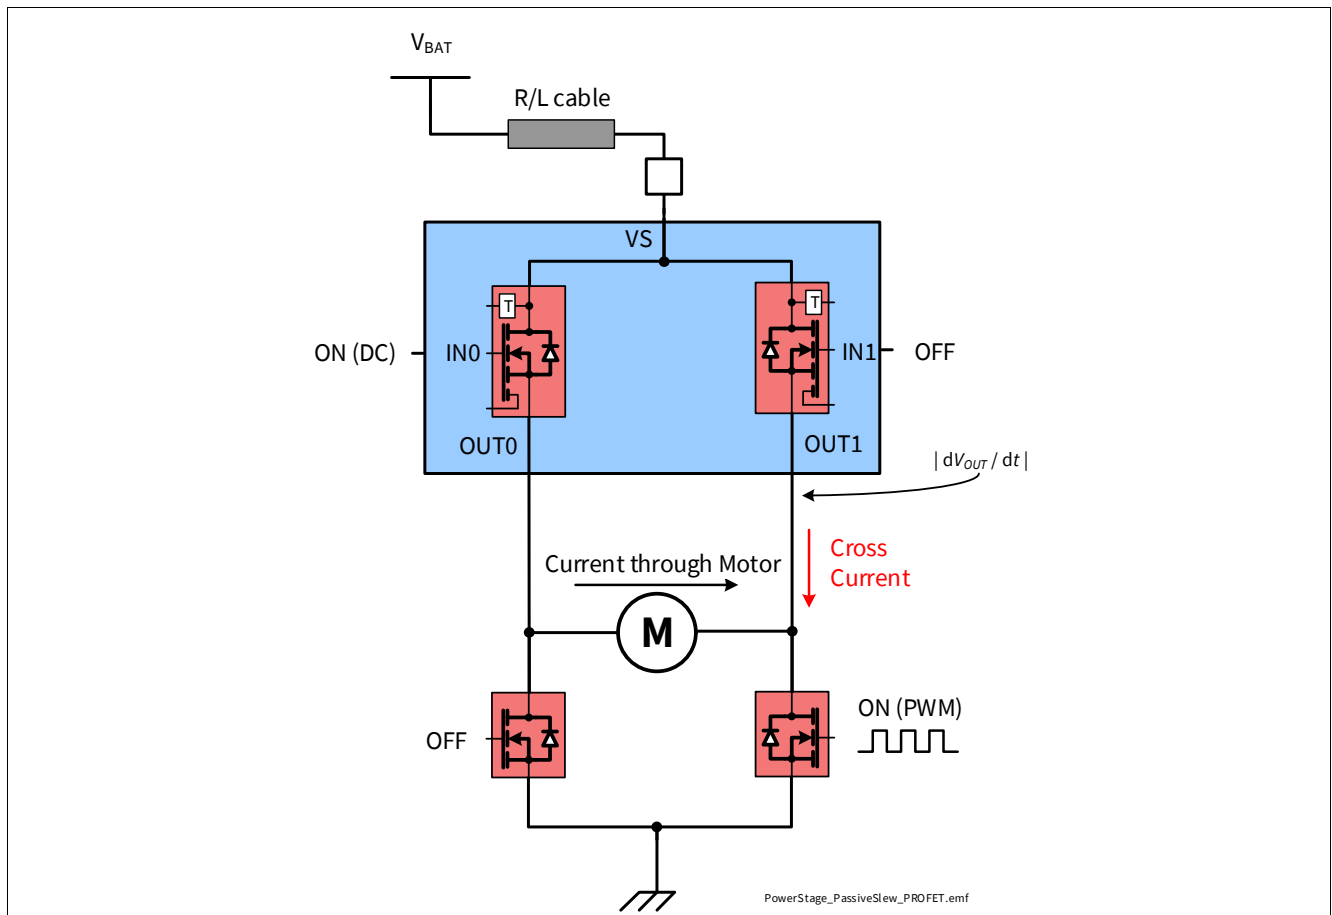 VBAT
R/L cable
VS
T
T
ON (DC)
IN0
IN1
OFF
OUT0
OUT1
| dVOUT / dt |
Cross
Current
Current through Motor
M
ON (PWM)
OFF
PowerStage_PassiveSlew_PROFET.emf